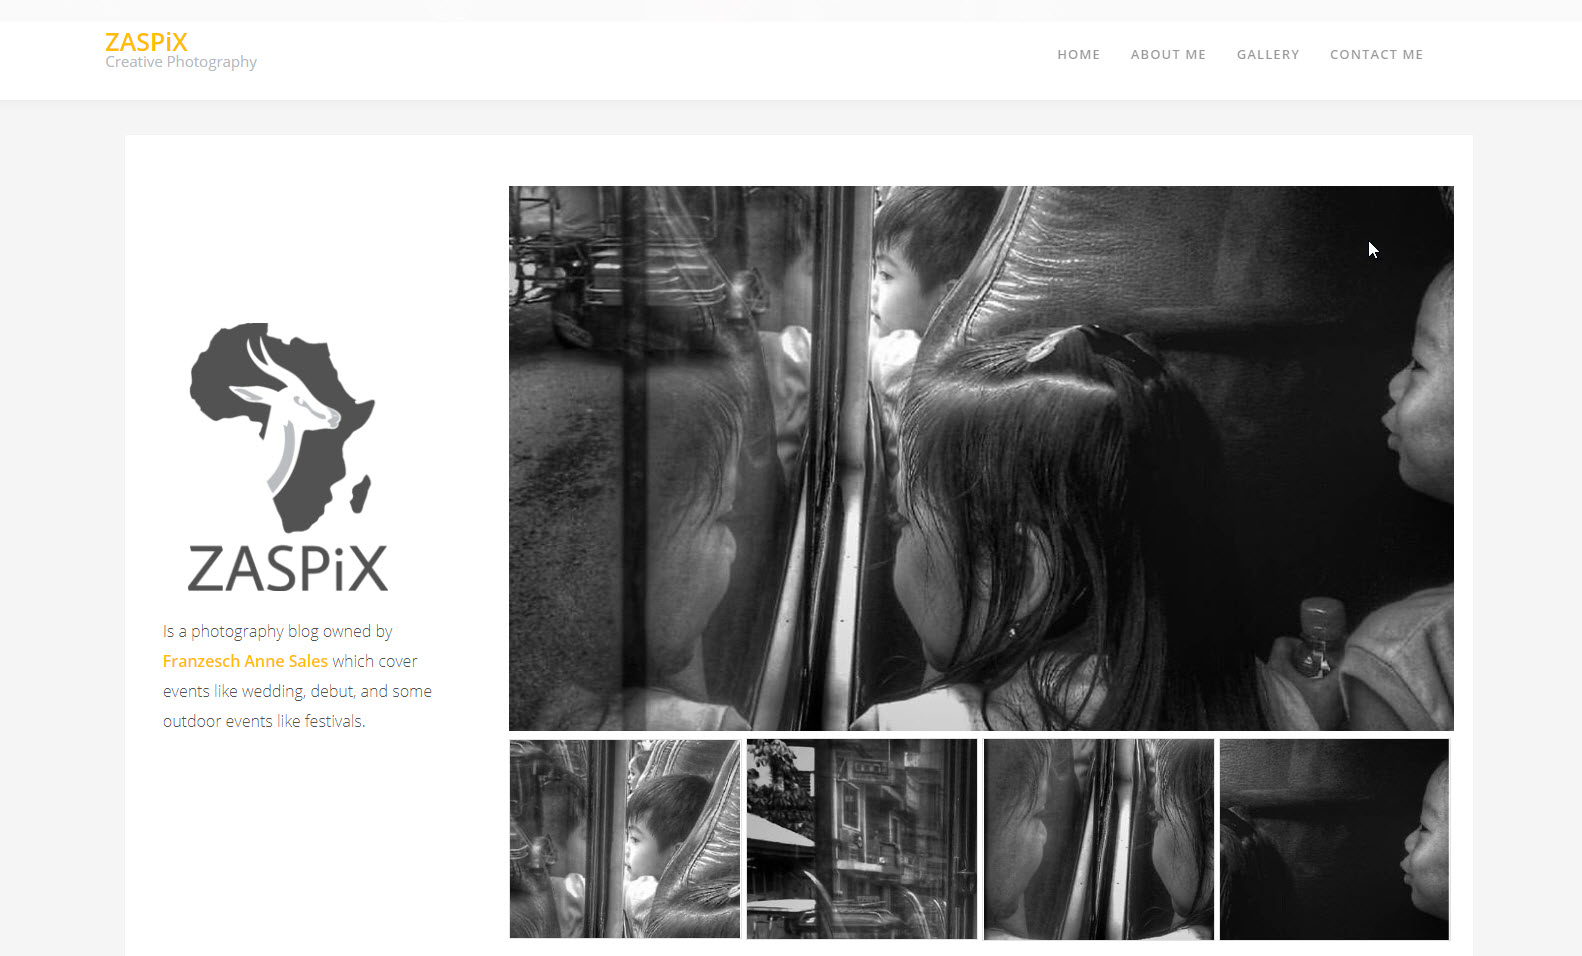 ZASPiX
Creative Photography
HOME ABOUT ME GALLERY CONTACT ME
ZASPiX
Is a photography blog owned by
Franzesch Anne Sales which cover
events like wedding, debut, and some
outdoor events like festivals.